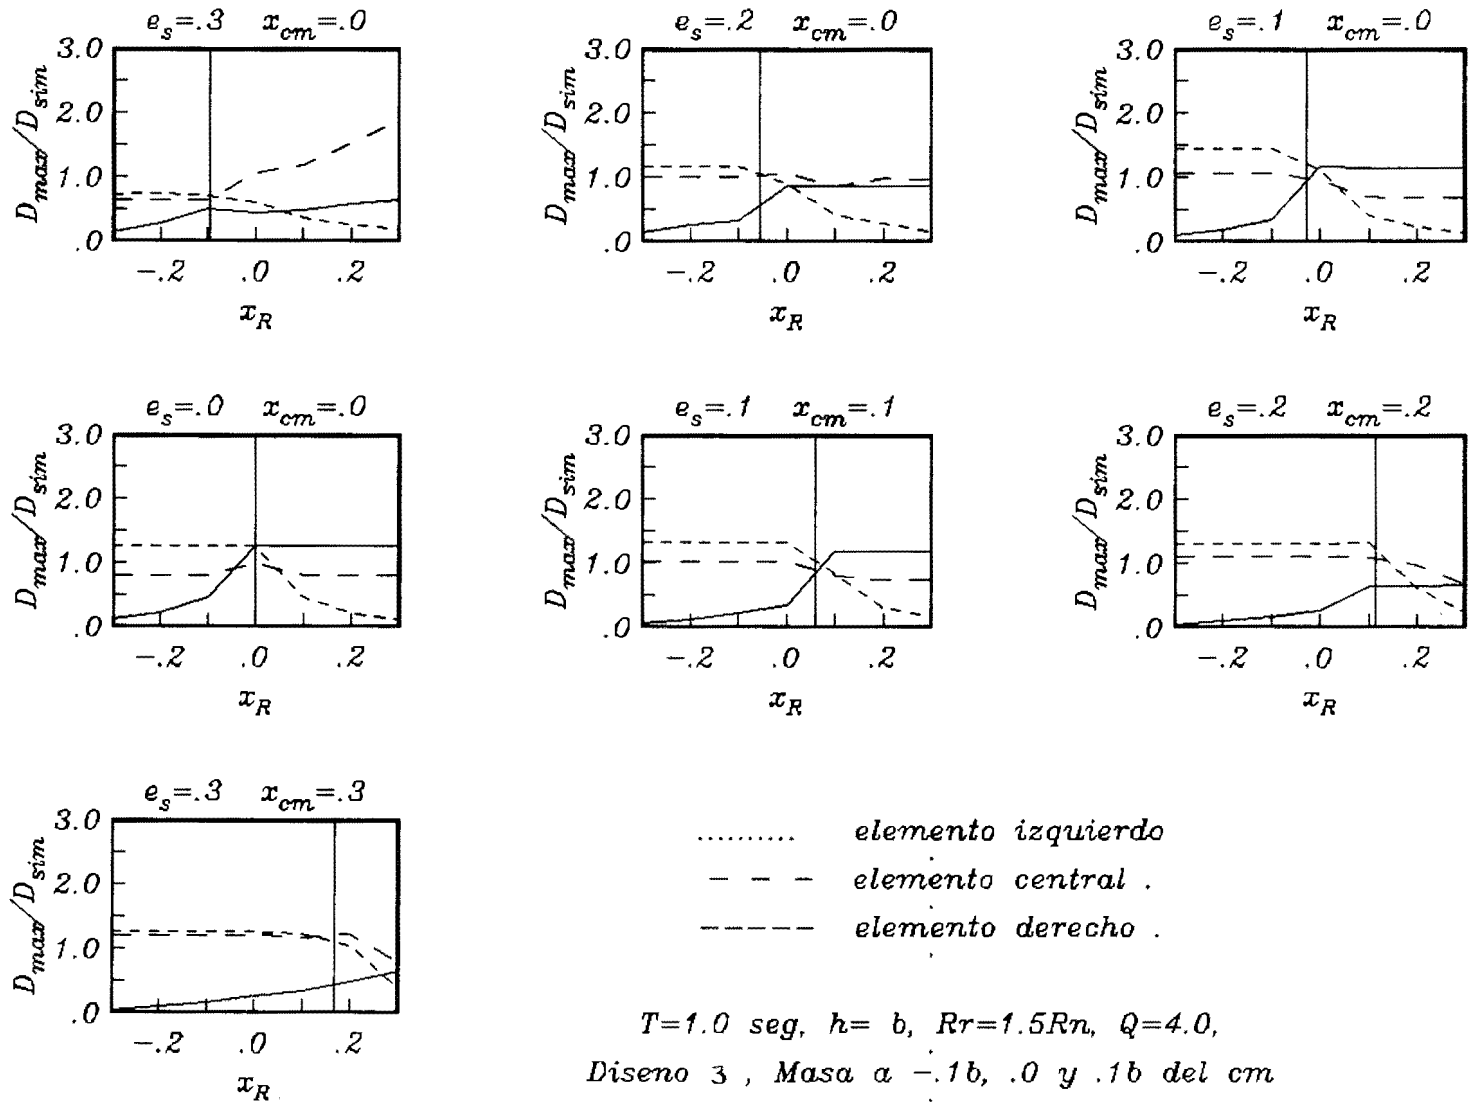 e_s=.3 x_cm=.0
3.0
2.0
1.0
.0
D_max/D_sim
-.2 .0 .2
x_R
e_s=.2 x_cm=.0
3.0
2.0
1.0
.0
D_max/D_sim
-.2 .0 .2
x_R
e_s=.1 x_cm=.0
3.0
2.0
1.0
.0
D_max/D_sim
-.2 .0 .2
x_R
e_s=.0 x_cm=.0
3.0
2.0
1.0
.0
D_max/D_sim
-.2 .0 .2
x_R
e_s=.1 x_cm=.1
3.0
2.0
1.0
.0
D_max/D_sim
-.2 .0 .2
x_R
e_s=.2 x_cm=.2
3.0
2.0
1.0
.0
D_max/D_sim
-.2 .0 .2
x_R
e_s=.3 x_cm=.3
3.0
2.0
1.0
.0
D_max/D_sim
-.2 .0 .2
x_R
elemento izquierdo
elemento central .
elemento derecho .
T=1.0 seg, h= b, Rr=1.5Rn, Q=4.0,
Diseno 3 , Masa a -.1b, .0 y .1b del cm